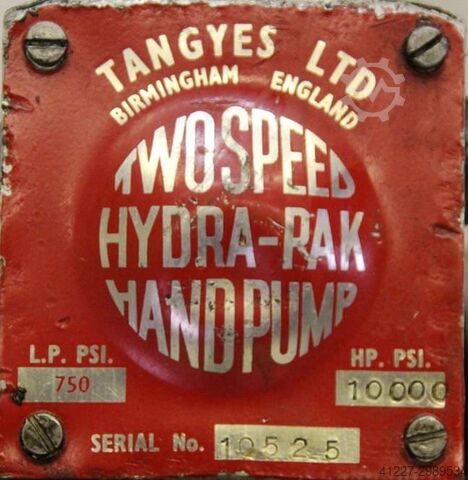 TANGYES LTD
BIRMINGHAM ENGLAND
TWO SPEED
HYDRA-PAK
HAND PUMP
L.P. PSI. HP. PSI.
750 10000
SERIAL No. 10525
41227-2989534